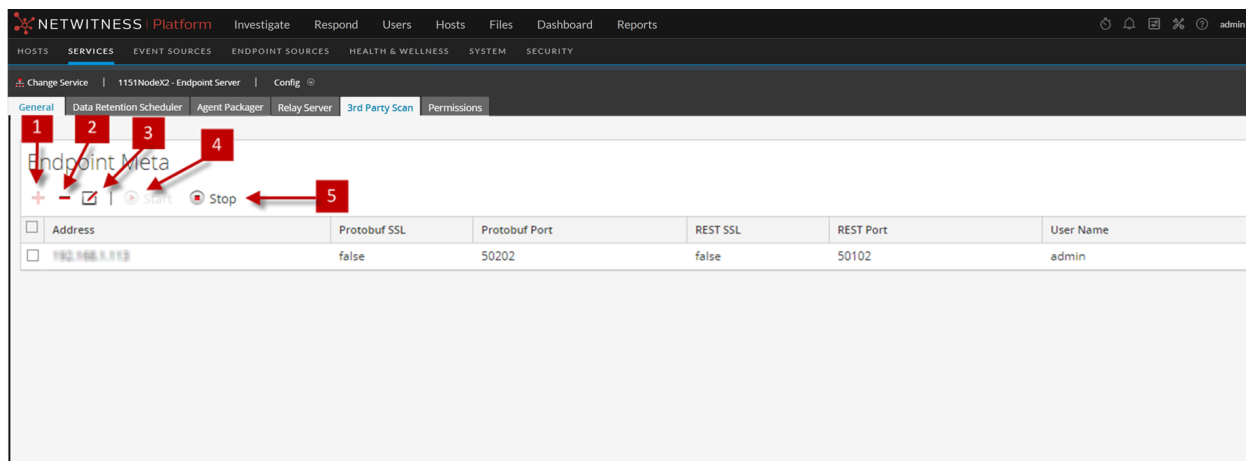 NETWITNESS | Platform Investigate Respond Users Hosts Files Dashboard Reports admin
HOSTS SERVICES EVENT SOURCES ENDPOINT SOURCES HEALTH & WELLNESS SYSTEM SECURITY
Change Service | 1151NodeX2 - Endpoint Server | Config
General Data Retention Scheduler Agent Packager Relay Server 3rd Party Scan Permissions
1 2 3 4
Endpoint Meta
Start Stop 5
Address Protobuf SSL Protobuf Port REST SSL REST Port User Name
false 50202 false 50102 admin